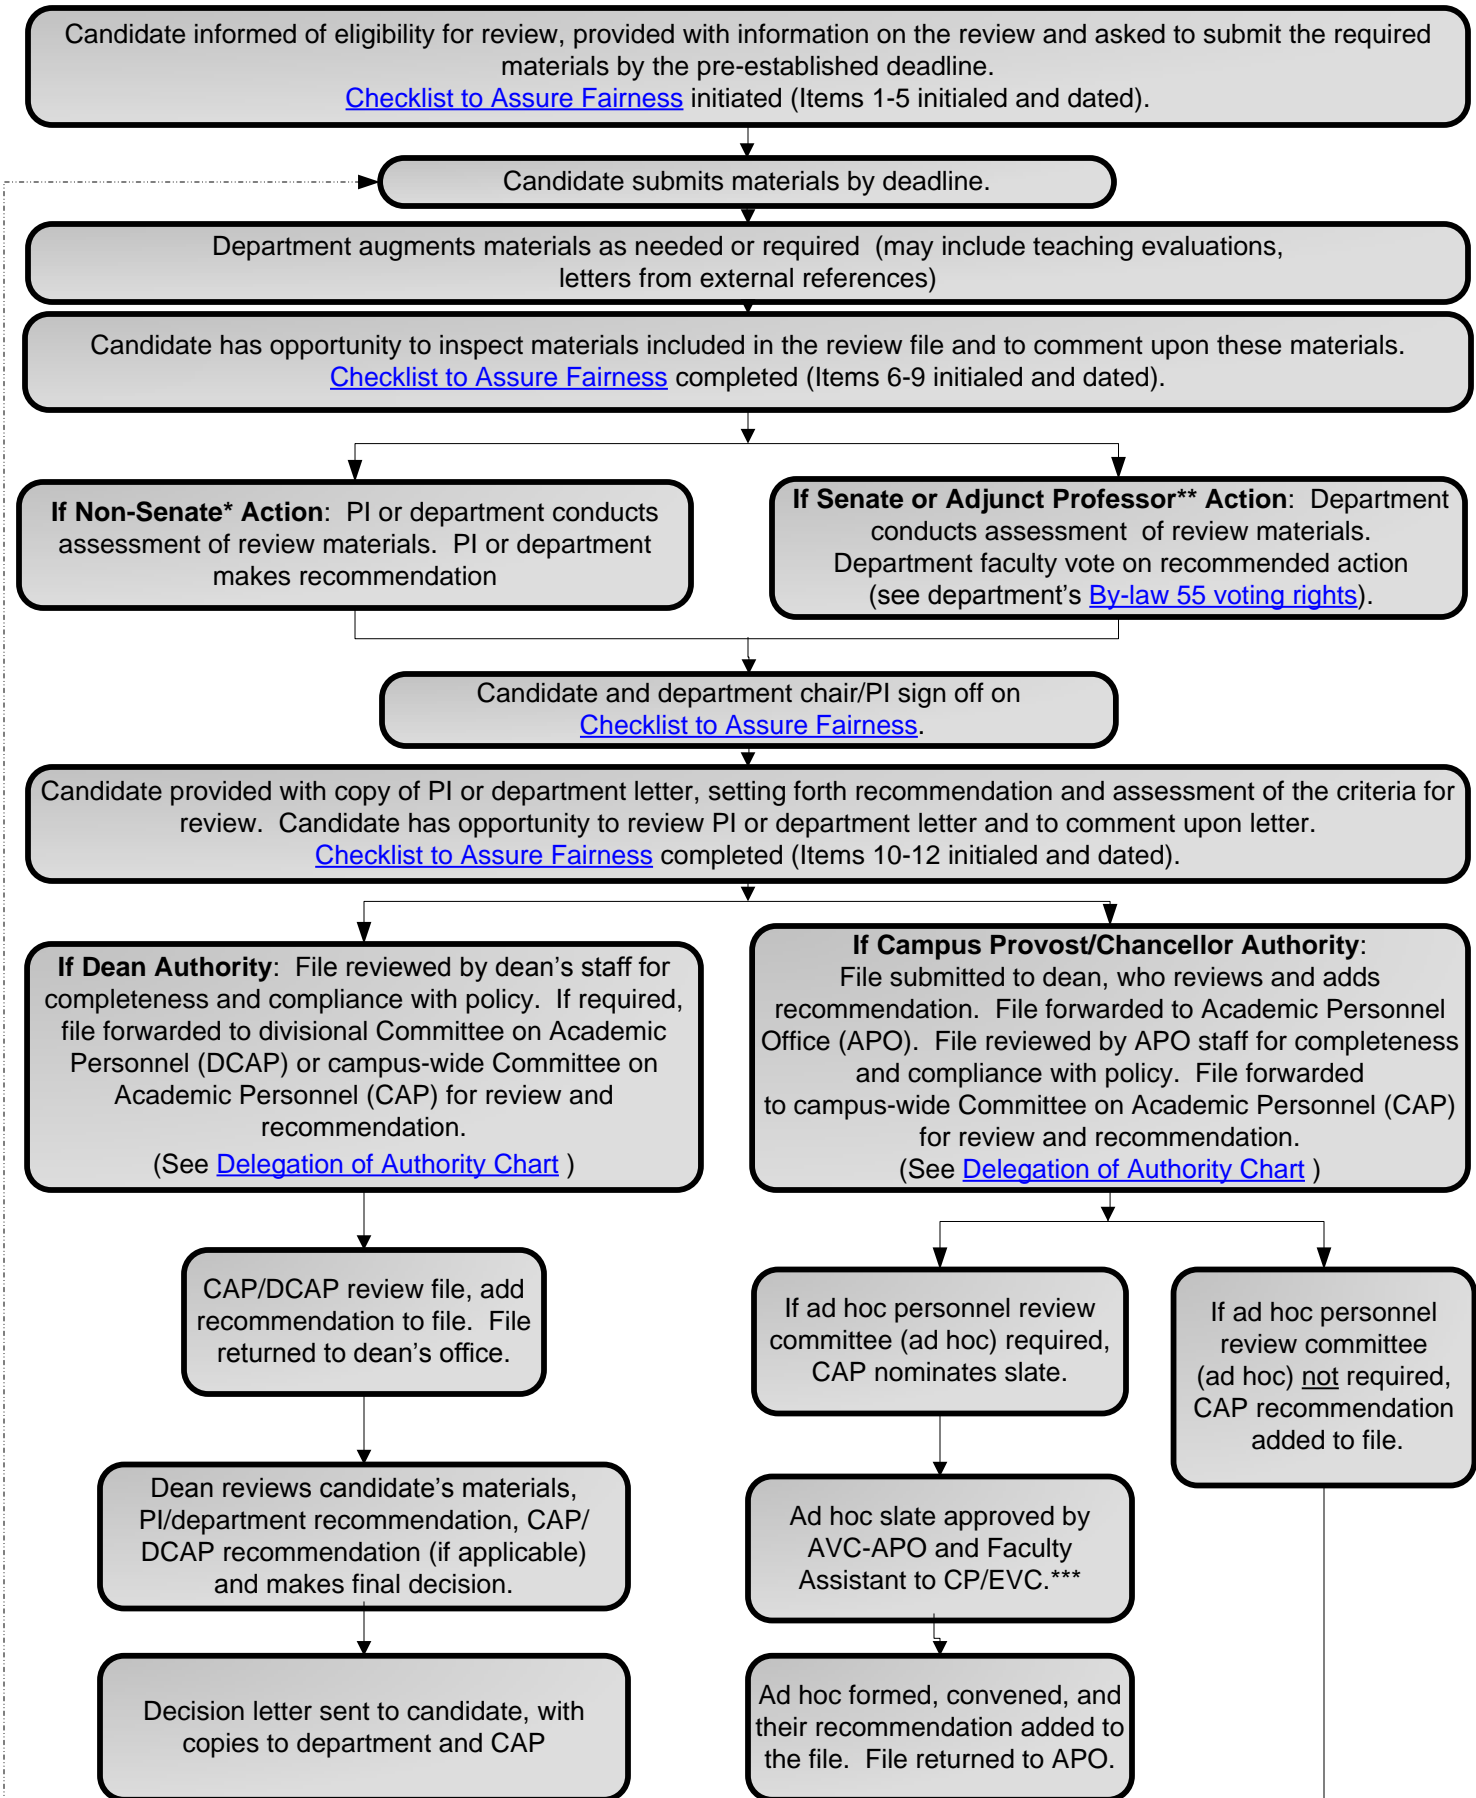 Candidate informed of eligibility for review, provided with information on the review and asked to submit the required
materials by the pre-established deadline.
Checklist to Assure Fairness initiated (Items 1-5 initialed and dated).
Candidate submits materials by deadline.
Department augments materials as needed or required  (may include teaching evaluations,
letters from external references)
Candidate has opportunity to inspect materials included in the review file and to comment upon these materials.
Checklist to Assure Fairness completed (Items 6-9 initialed and dated).
If Non-Senate* Action:  PI or department conducts
assessment of review materials.  PI or department
makes recommendation
If Senate or Adjunct Professor** Action:  Department
conducts assessment  of review materials.
Department faculty vote on recommended action
(see department's By-law 55 voting rights).
Candidate and department chair/PI sign off on
Checklist to Assure Fairness.
Candidate provided with copy of PI or department letter, setting forth recommendation and assessment of the criteria for
review.  Candidate has opportunity to review PI or department letter and to comment upon letter.
Checklist to Assure Fairness completed (Items 10-12 initialed and dated).
If Dean Authority:  File reviewed by dean's staff for
completeness and compliance with policy.  If required,
file forwarded to divisional Committee on Academic
Personnel (DCAP) or campus-wide Committee on
Academic Personnel (CAP) for review and
recommendation.
(See Delegation of Authority Chart )
If Campus Provost/Chancellor Authority:
File submitted to dean, who reviews and adds
recommendation.  File forwarded to Academic Personnel
Office (APO).  File reviewed by APO staff for completeness
and compliance with policy.  File forwarded
to campus-wide Committee on Academic Personnel (CAP)
for review and recommendation.
(See Delegation of Authority Chart )
CAP/DCAP review file, add
recommendation to file.  File
returned to dean's office.
If ad hoc personnel review
committee (ad hoc) required,
CAP nominates slate.
If ad hoc personnel
review committee
(ad hoc) not required,
CAP recommendation
added to file.
Dean reviews candidate's materials,
PI/department recommendation, CAP/
DCAP recommendation (if applicable)
and makes final decision.
Ad hoc slate approved by
AVC-APO and Faculty
Assistant to CP/EVC.***
Decision letter sent to candidate, with
copies to department and CAP
Ad hoc formed, convened, and
their recommendation added to
the file.  File returned to APO.